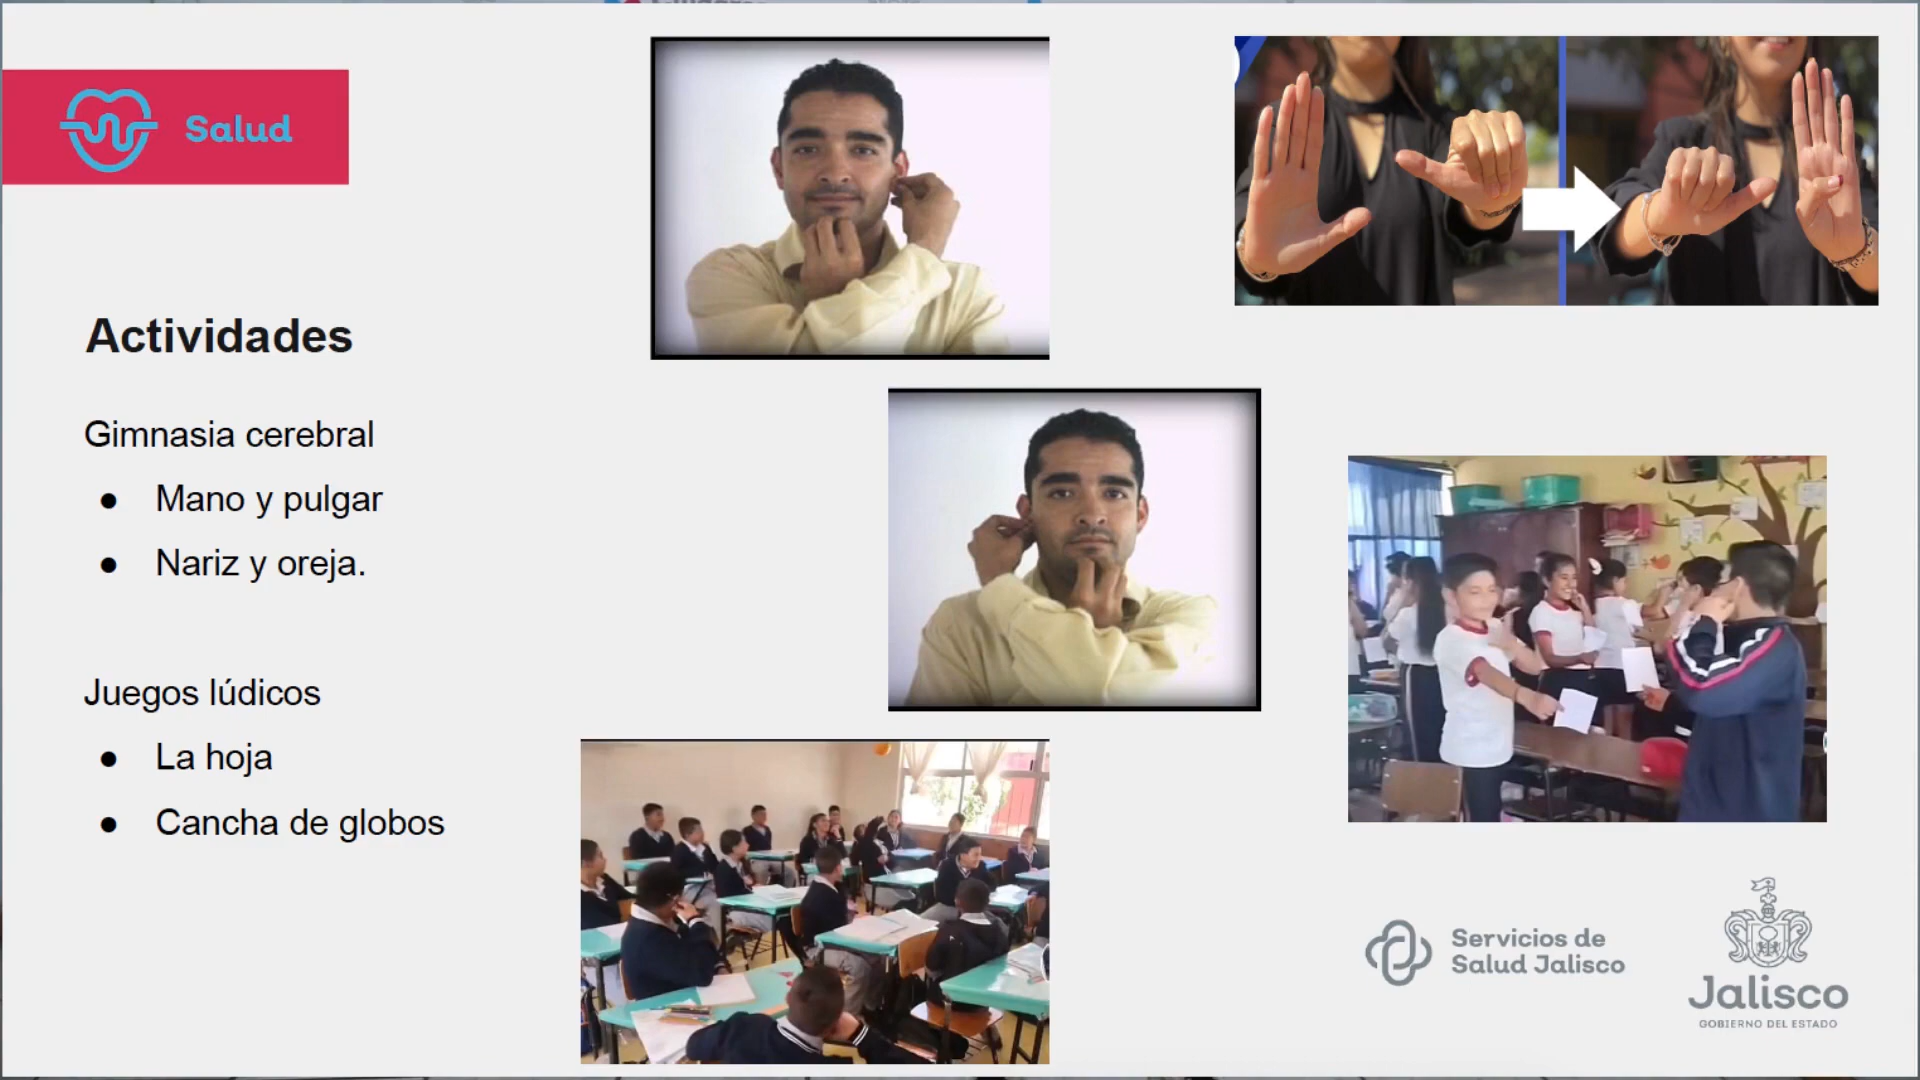 Salud
Actividades
Gimnasia cerebral
● Mano y pulgar
● Nariz y oreja.
Juegos lúdicos
● La hoja
● Cancha de globos
Servicios de
Salud Jalisco
Jalisco
GOBIERNO DEL ESTADO